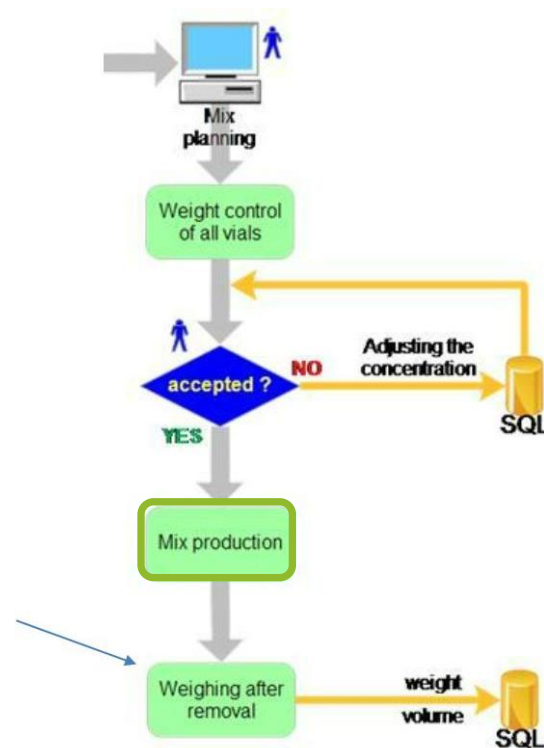 Mix
planning
Weight control
of all vials
Adjusting the
concentration
NO
accepted ?
SQL
YES
Mix production
Weighing after
removal
weight
volume
SQL